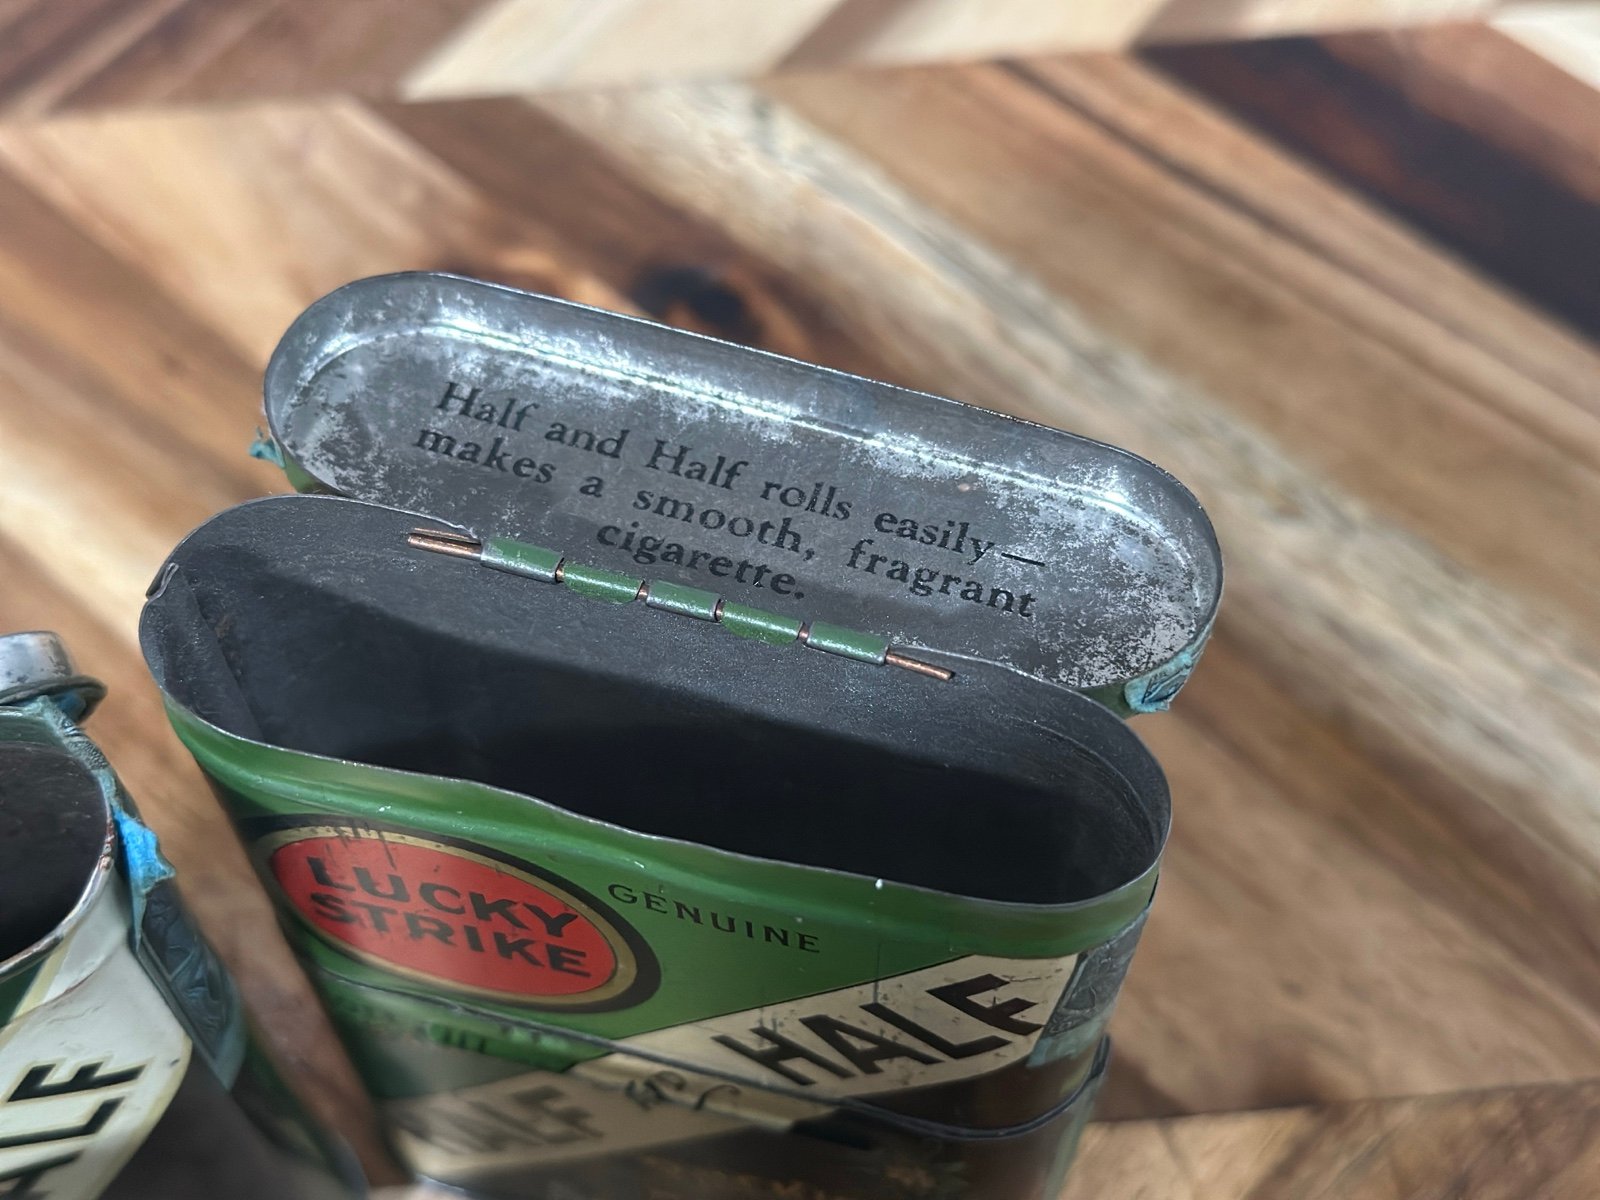 Half and Half rolls easily—
makes a smooth, fragrant
cigarette.
LUCKY
STRIKE
GENUINE
HALF
HALF